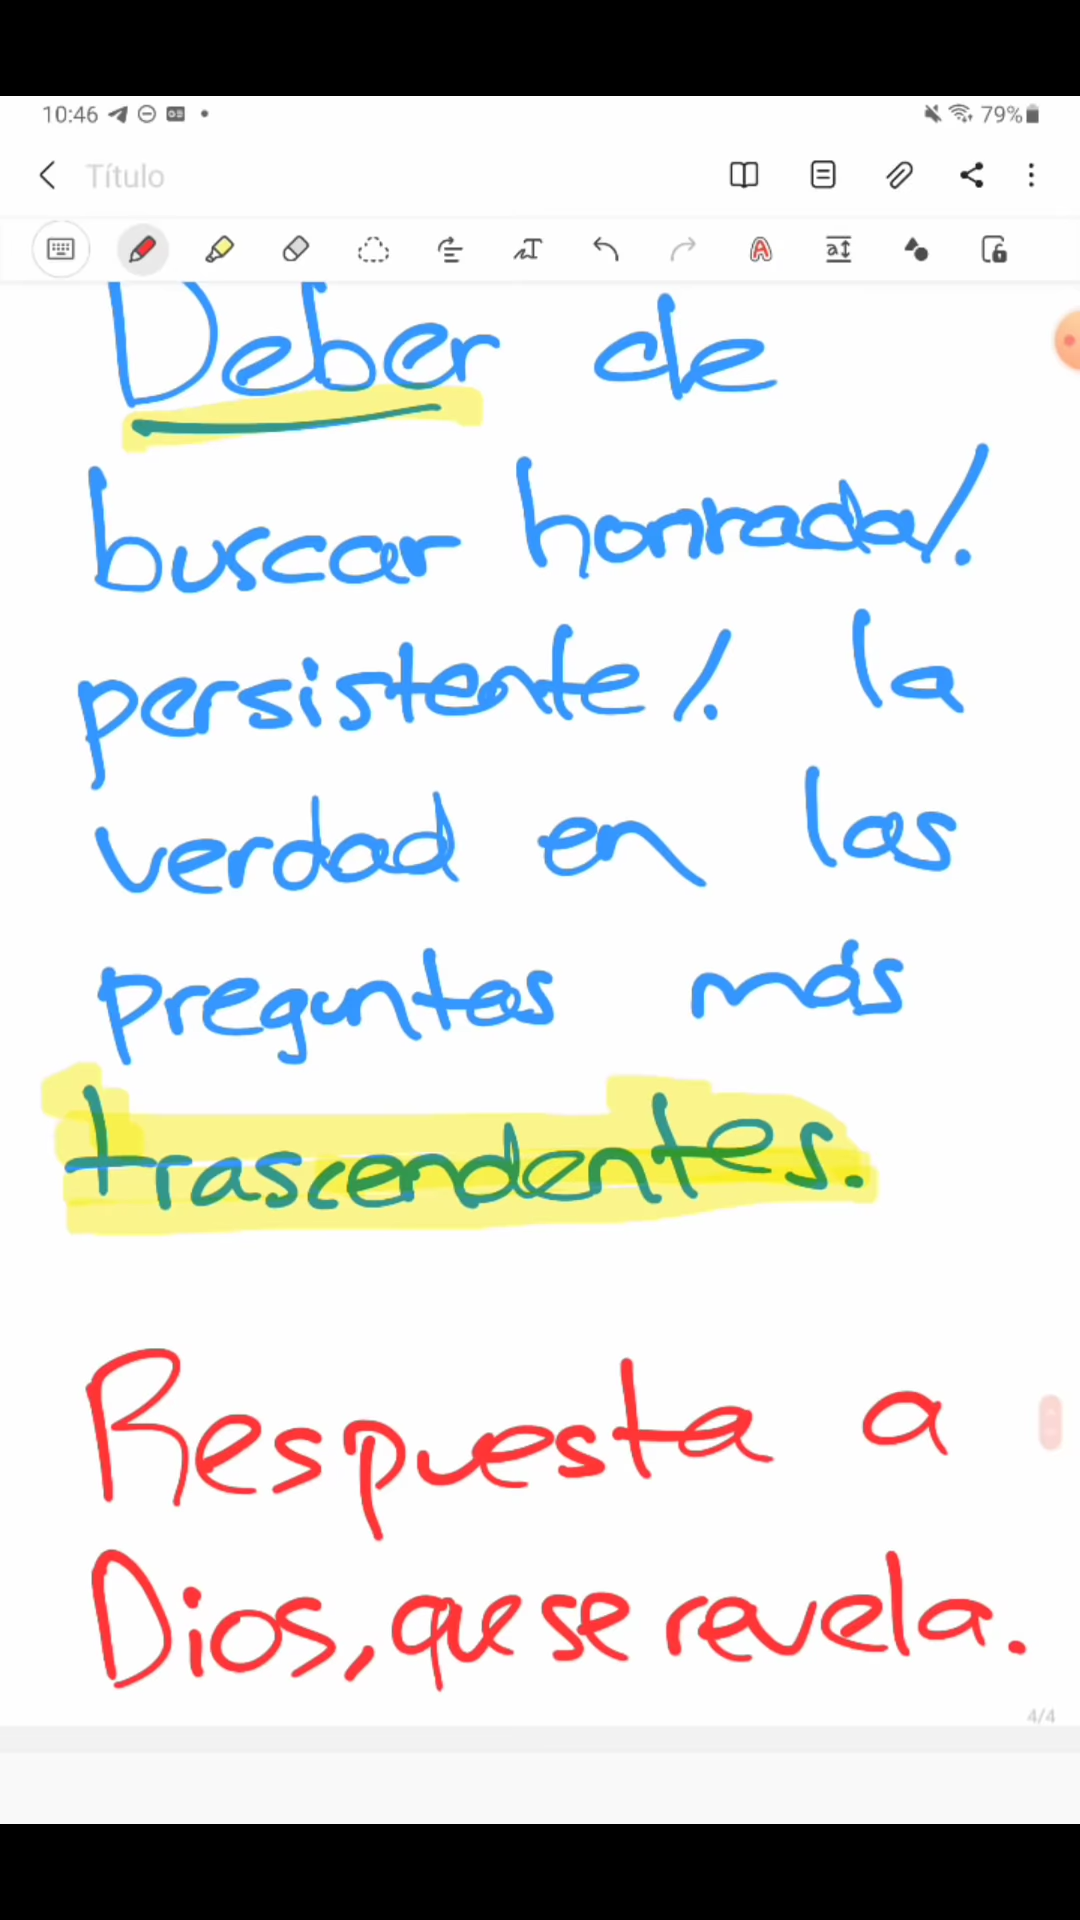 10:46 79%
Título
Deber de
buscar honrada/.
persistente/. la
verdad en las
preguntas más
trascendentes.
Respuesta a
Dios, que se revela.
4/4